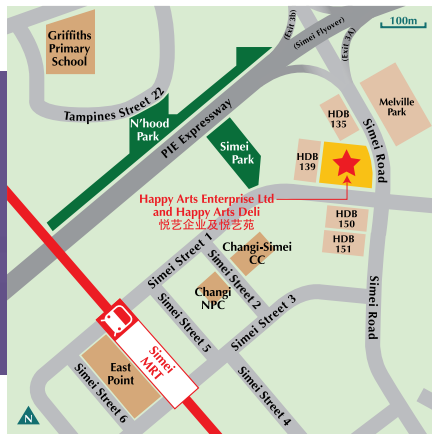 Griffiths
Primary
School
(Exit 3b)
(Simei Flyover)
(Exit 3A)
100m
Tampines Street 22
N'hood
Park
PIE Expressway
Simei
Park
HDB
135
Melville
Park
Simei Road
HDB
139
Happy Arts Enterprise Ltd
and Happy Arts Deli
悦艺企业及悦艺苑
HDB
150
HDB
151
Simei Street 1
Changi-Simei
CC
Changi
NPC
Simei Street 2
Simei Street 3
Simei Road
Simei
MRT
Simei Street 5
East
Point
Simei Street 6
Simei Street 4
N